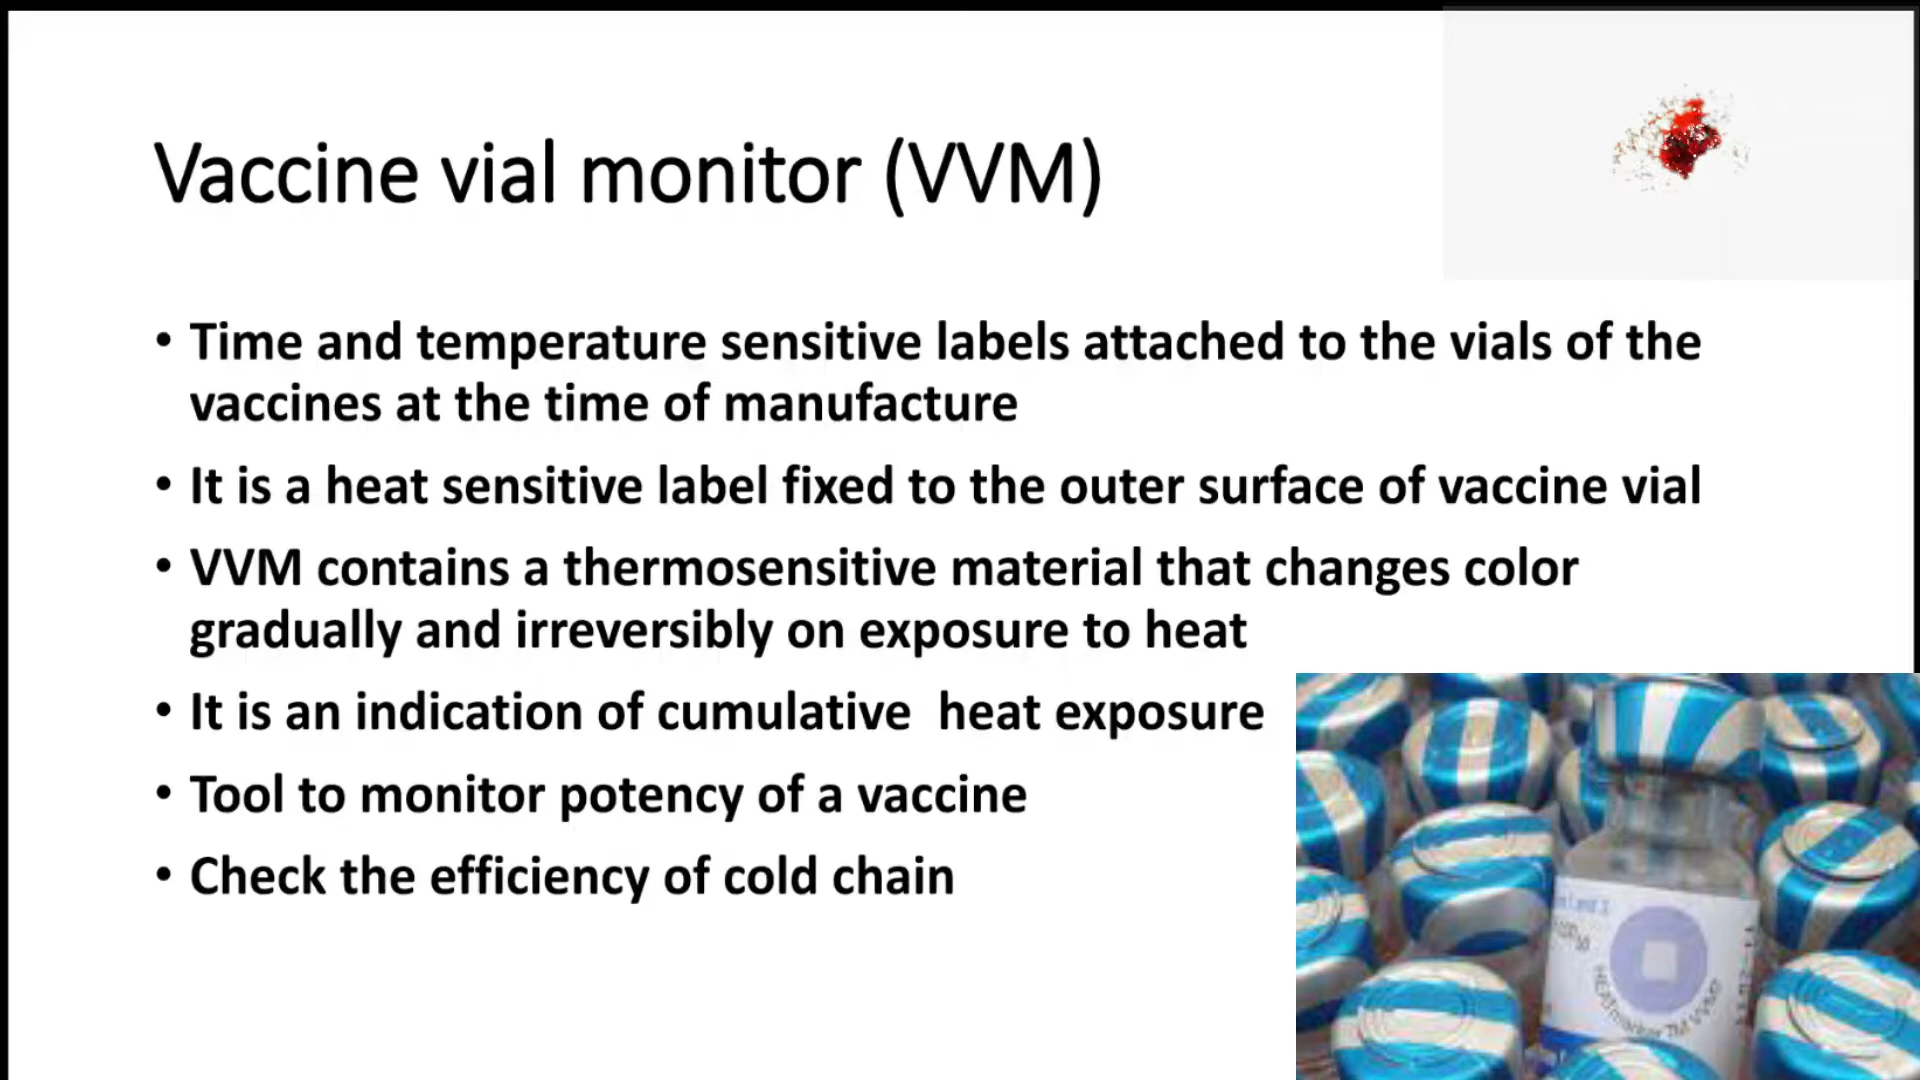 Vaccine vial monitor (VVM)
• Time and temperature sensitive labels attached to the vials of the
vaccines at the time of manufacture
• It is a heat sensitive label fixed to the outer surface of vaccine vial
• VVM contains a thermosensitive material that changes color
gradually and irreversibly on exposure to heat
• It is an indication of cumulative heat exposure
• Tool to monitor potency of a vaccine
• Check the efficiency of cold chain
HEATmarker TM VVM